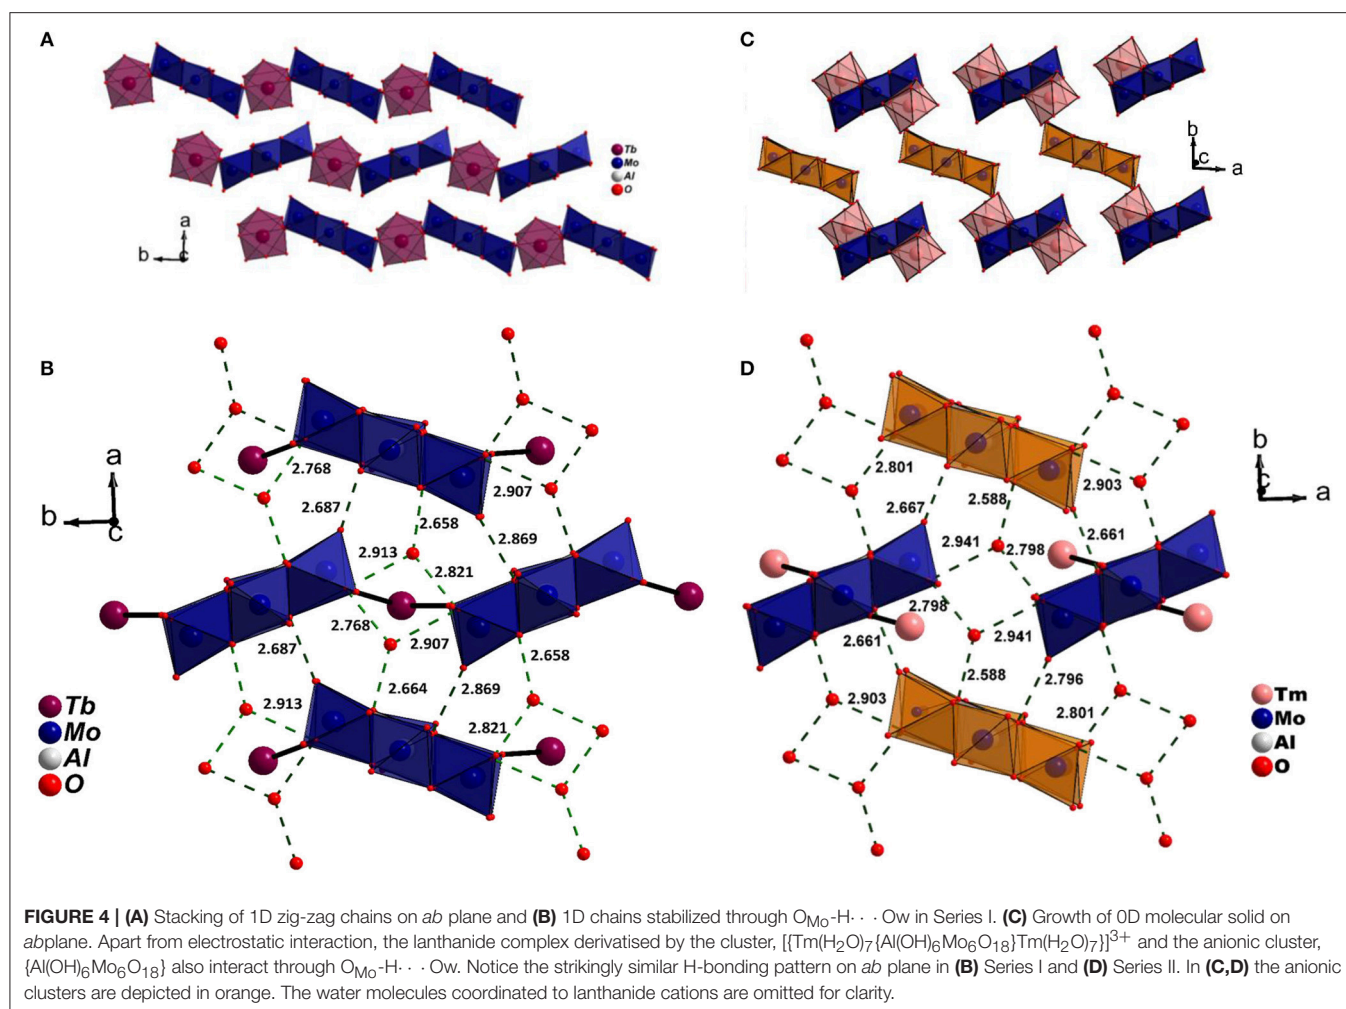 A
C
Tb
Mo
Al
O
a
b
c
b
c
a
B
D
a
b
c
b
c
a
2.768
2.907
2.687
2.658
2.913
2.869
2.821
2.768
2.907
2.687
2.658
2.664
2.869
2.913
2.821
Tb
Mo
Al
O
2.801
2.903
2.667
2.588
2.941
2.798
2.661
2.798
2.941
2.661
2.588
2.796
2.903
2.801
Tm
Mo
Al
O
FIGURE 4 | (A) Stacking of 1D zig-zag chains on ab plane and (B) 1D chains stabilized through O_Mo-H· · · Ow in Series I. (C) Growth of 0D molecular solid on
abplane. Apart from electrostatic interaction, the lanthanide complex derivatised by the cluster, [{Tm(H₂O)₇{Al(OH)₆Mo₆O₁₈}Tm(H₂O)₇}]³⁺ and the anionic cluster,
{Al(OH)₆Mo₆O₁₈} also interact through O_Mo-H· · · Ow. Notice the strikingly similar H-bonding pattern on ab plane in (B) Series I and (D) Series II. In (C,D) the anionic
clusters are depicted in orange. The water molecules coordinated to lanthanide cations are omitted for clarity.